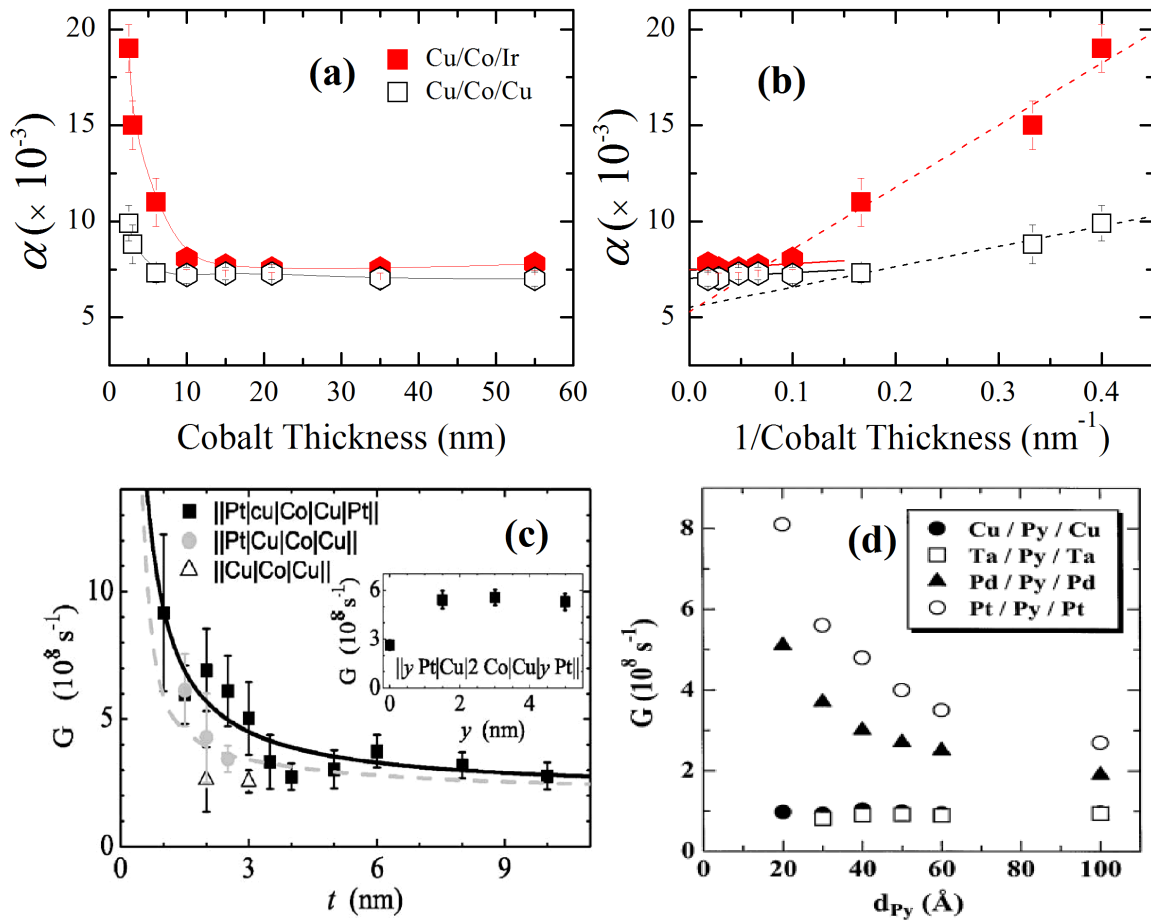 20
15
10
5
α (× 10⁻³)
(a)
Cu/Co/Ir
Cu/Co/Cu
0 10 20 30 40 50 60
Cobalt Thickness (nm)
20
15
10
5
α (× 10⁻³)
(b)
0.0 0.1 0.2 0.3 0.4
1/Cobalt Thickness (nm⁻¹)
10
5
0
G (10⁸ s⁻¹)
||Pt|cu|Co|Cu|Pt||
||Pt|Cu|Co|Cu||
||Cu|Co|Cu||
(c)
6
3
0
G (10⁸ s⁻¹)
||y Pt|Cu|2 Co|Cu|y Pt||
0 2 4
y (nm)
0 3 6 9
t (nm)
8
6
4
2
0
G (10⁸ s⁻¹)
(d)
Cu / Py / Cu
Ta / Py / Ta
Pd / Py / Pd
Pt / Py / Pt
0 20 40 60 80 100
dPy (Å)